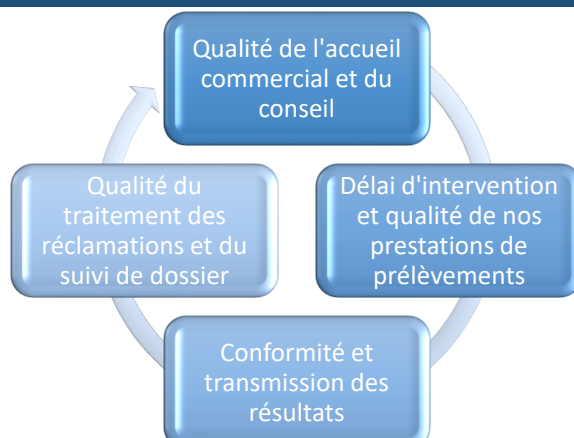 Qualité de l'accueil
commercial et du
conseil
Délai d'intervention
et qualité de nos
prestations de
prélèvements
Conformité et
transmission des
résultats
Qualité du
traitement des
réclamations et du
suivi de dossier